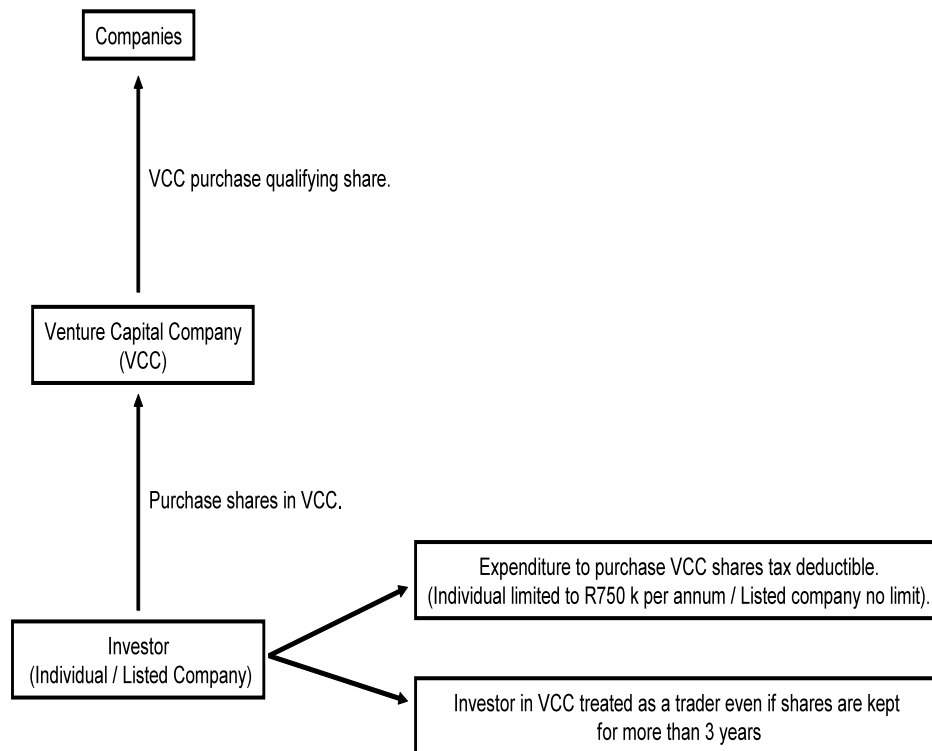 Companies
VCC purchase qualifying share.
Venture Capital Company
(VCC)
Purchase shares in VCC.
Expenditure to purchase VCC shares tax deductible.
(Individual limited to R750 k per annum / Listed company no limit).
Investor
(Individual / Listed Company)
Investor in VCC treated as a trader even if shares are kept
for more than 3 years